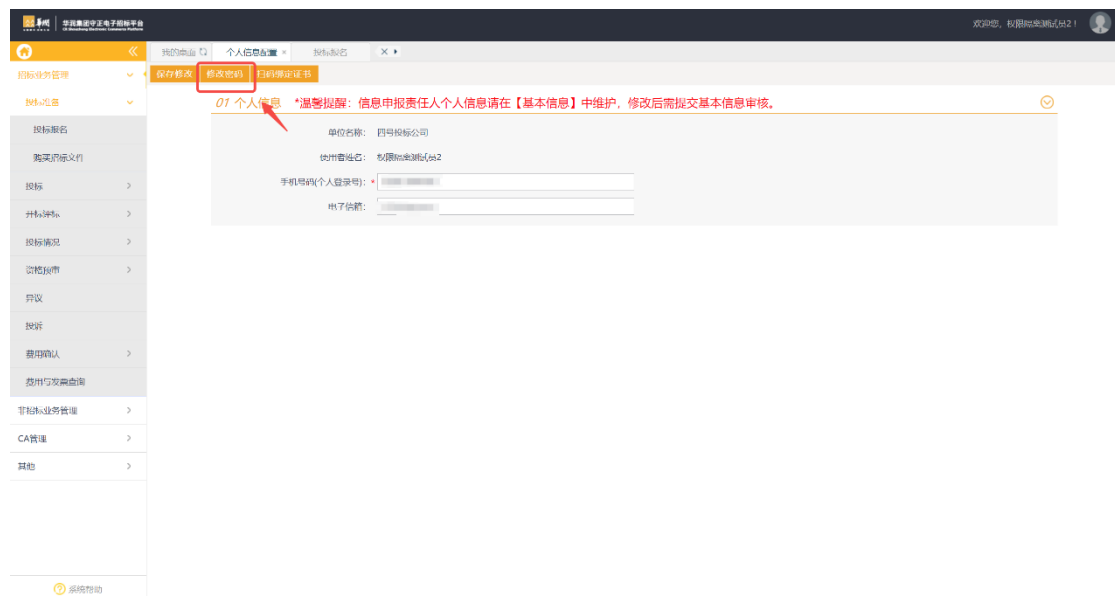 华润集团守正电子招标平台
欢迎您，权限隔离测试员2！
我的桌面
个人信息配置 ×
投标报名
招标业务管理
保存修改
修改密码
扫码绑定证书
投标准备
01 个人信息 *温馨提醒：信息申报责任人个人信息请在【基本信息】中维护，修改后需提交基本信息审核。
投标报名
单位名称： 四号投标公司
购买招标文件
使用者姓名： 权限隔离测试员2
投标
手机号码(个人登录号)： *
开标评标
电子信箱：
投标情况
资格预审
异议
投诉
费用确认
费用与发票查询
非招标业务管理
CA管理
其他
系统帮助